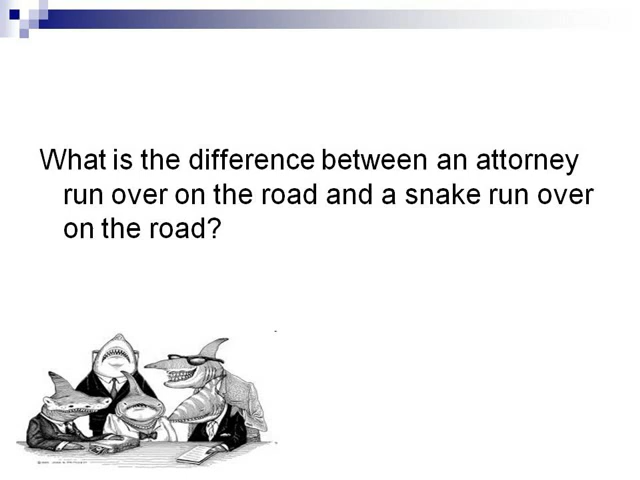 What is the difference between an attorney
run over on the road and a snake run over
on the road?